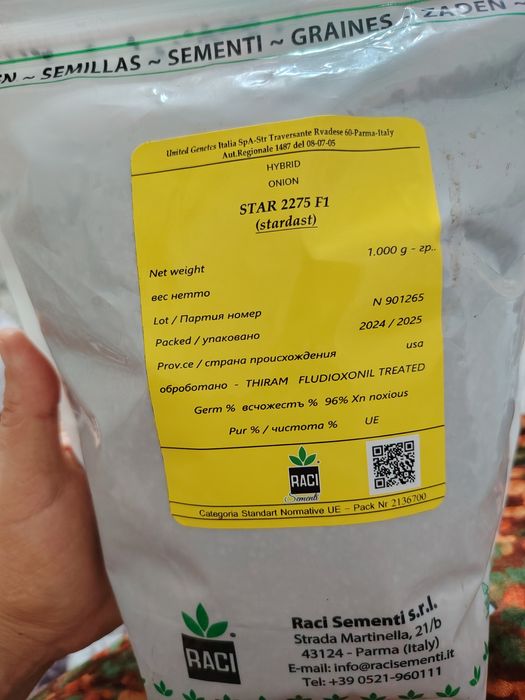 N ~ SEMILLAS ~ SEMENTI ~ GRAINES ~ ZADEN ~
United Genetcs Italia SpA-Str Traversante Rvadese 60-Parma-Italy
Aut.Regionale 1487 del 08-07-05
HYBRID
ONION
STAR 2275 F1
(stardast)
Net weight 1.000 g - гр..
вес нетто
Lot / Партия номер N 901265
Packed / упаковано 2024 / 2025
Prov.ce / страна происхождения usa
оброботано - THIRAM FLUDIOXONIL TREATED
Germ % всчожесть % 96% Xn noxious
Pur % / чистота % UE
RACI
Sementi
Categoria Standart Normative UE - Pack Nr 2136700
RACI
Raci Sementi s.r.l.
Strada Martinella, 21/b
43124 - Parma (Italy)
E-mail: info@racisementi.it
Tel: +39 0521-960111